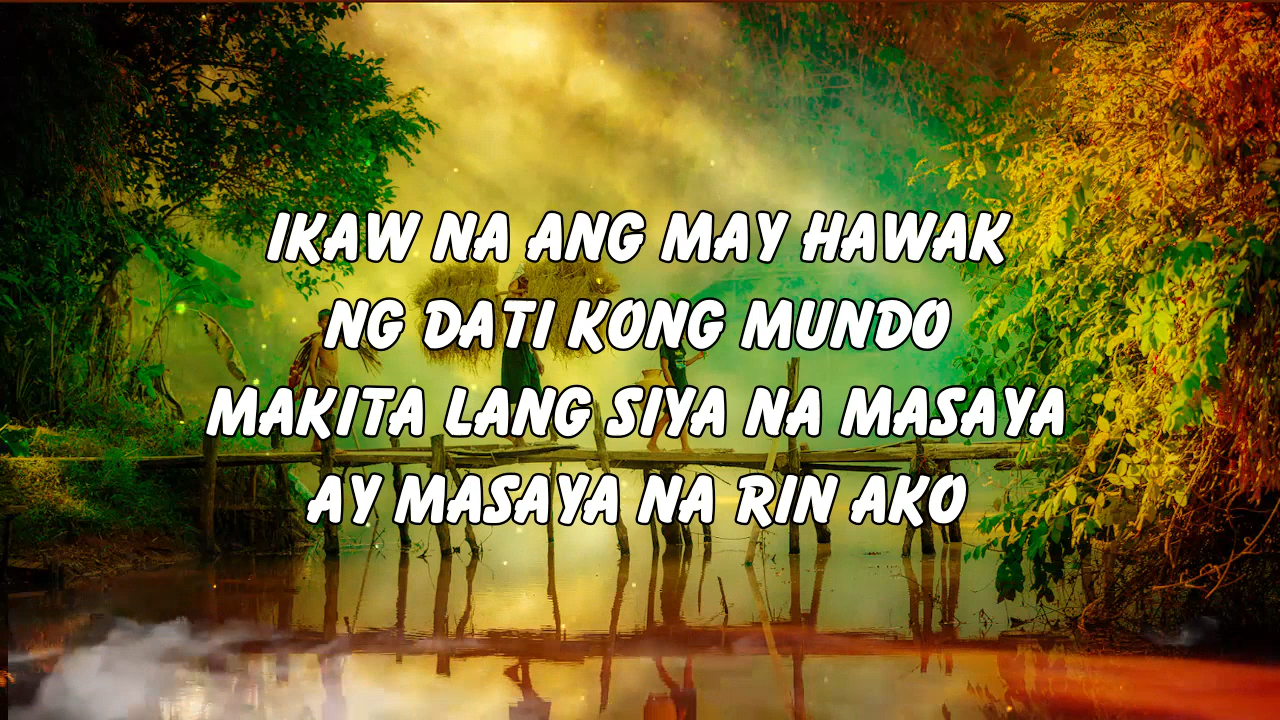 IKAW NA ANG MAY HAWAK
NG DATI KONG MUNDO
MAKITA LANG SIYA NA MASAYA
AY MASAYA NA RIN AKO